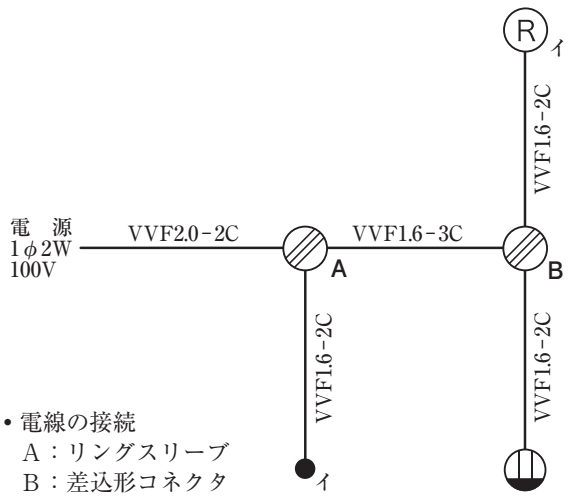 R
イ
VVF1.6-2C
電 源
1φ2W
100V
VVF2.0-2C
VVF1.6-3C
A
B
VVF1.6-2C
VVF1.6-2C
• 電線の接続
A：リングスリーブ
B：差込形コネクタ
イ